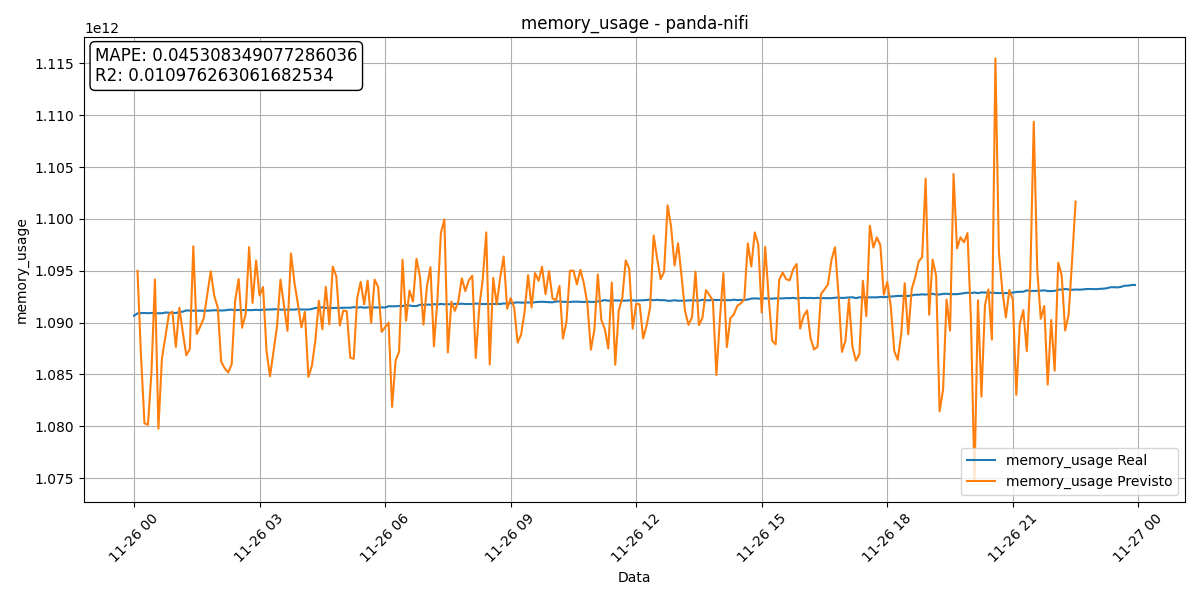 memory_usage - panda-nifi
1e12
MAPE: 0.045308349077286036
R2: 0.010976263061682534
1.115
1.110
1.105
1.100
1.095
1.090
1.085
1.080
1.075
memory_usage
memory_usage Real
memory_usage Previsto
11-26 00
11-26 03
11-26 06
11-26 09
11-26 12
11-26 15
11-26 18
11-26 21
11-27 00
Data